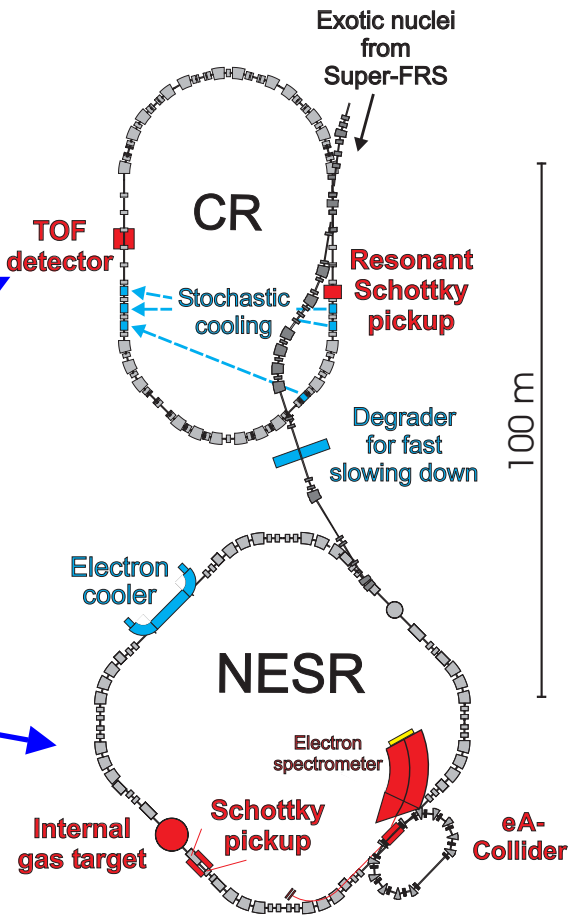 Exotic nuclei
from
Super-FRS
CR
TOF
detector
Resonant
Schottky
pickup
Stochastic
cooling
Degrader
for fast
slowing down
100 m
Electron
cooler
NESR
Electron
spectrometer
Schottky
pickup
Internal
gas target
eA-
Collider